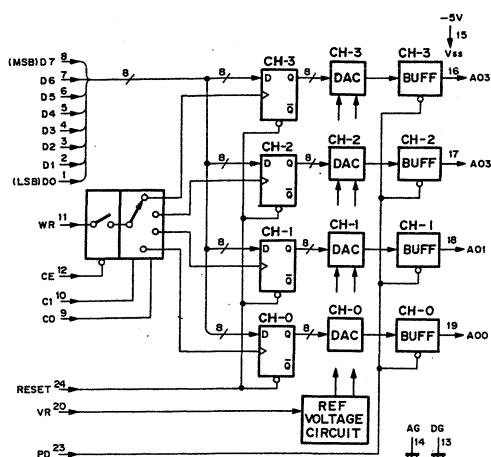 -5V
15
Vss
(MSB) D7 8
D6 7
D5 6
D4 5
D3 4
D2 3
D1 2
(LSB) D0 1
8
8
D Q
Q̅
CH-3
8
CH-3
DAC
CH-3
BUFF
16 A03
8
CH-2
D Q
Q̅
8
CH-2
DAC
CH-2
BUFF
17 A03
WR 11
CE 12
C1 10
C0 9
8
CH-1
D Q
Q̅
8
CH-1
DAC
CH-1
BUFF
18 A01
8
CH-0
D Q
Q̅
8
CH-0
DAC
CH-0
BUFF
19 A00
RESET 24
VR 20
REF
VOLTAGE
CIRCUIT
AG DG
14 13
PD 23